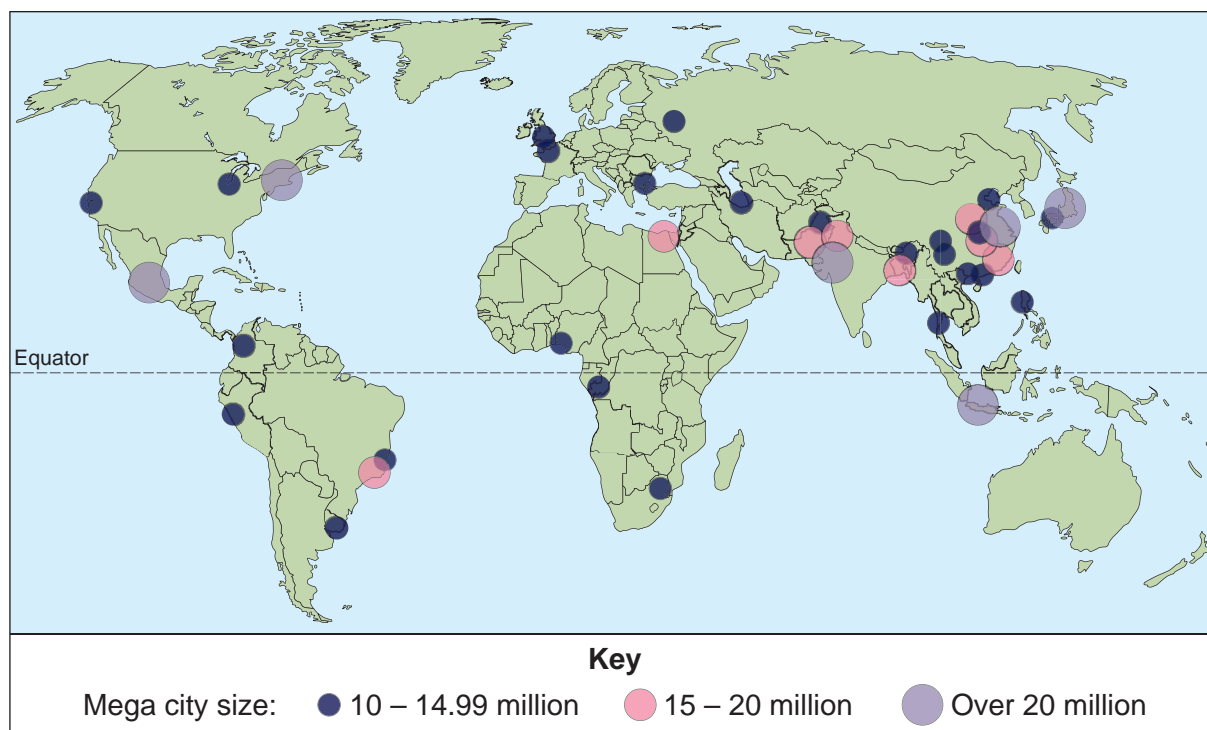 Equator
Key
Mega city size: 10 – 14.99 million 15 – 20 million Over 20 million